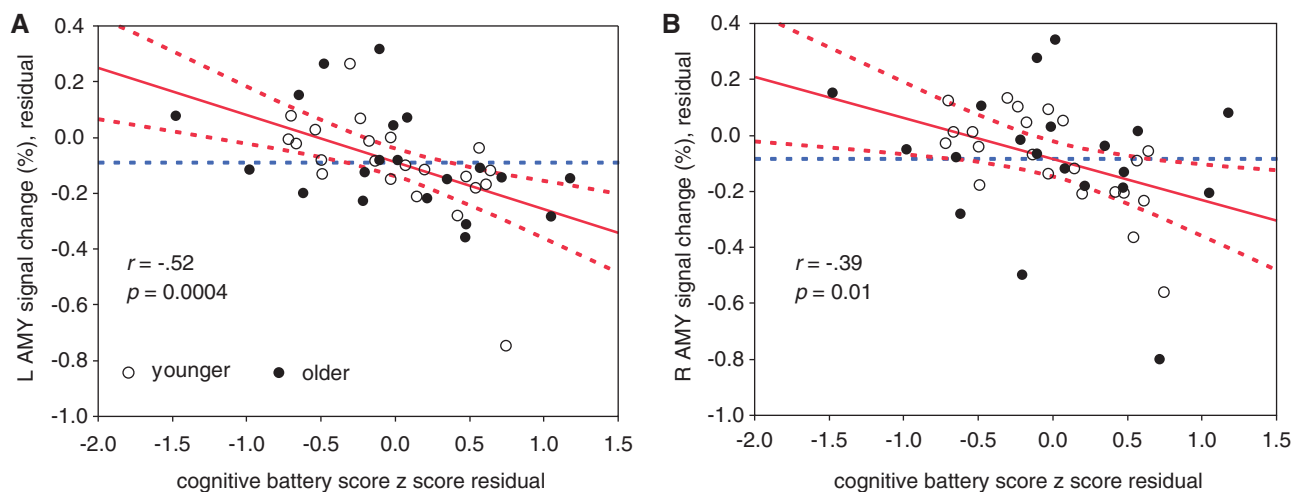 A
L AMY signal change (%), residual
0.4
0.2
0.0
-0.2
-0.4
-0.6
-0.8
-1.0
r = -.52
p = 0.0004
younger
older
-2.0 -1.5 -1.0 -0.5 0.0 0.5 1.0 1.5
cognitive battery score z score residual
B
R AMY signal change (%), residual
0.4
0.2
0.0
-0.2
-0.4
-0.6
-0.8
-1.0
r = -.39
p = 0.01
-2.0 -1.5 -1.0 -0.5 0.0 0.5 1.0 1.5
cognitive battery score z score residual